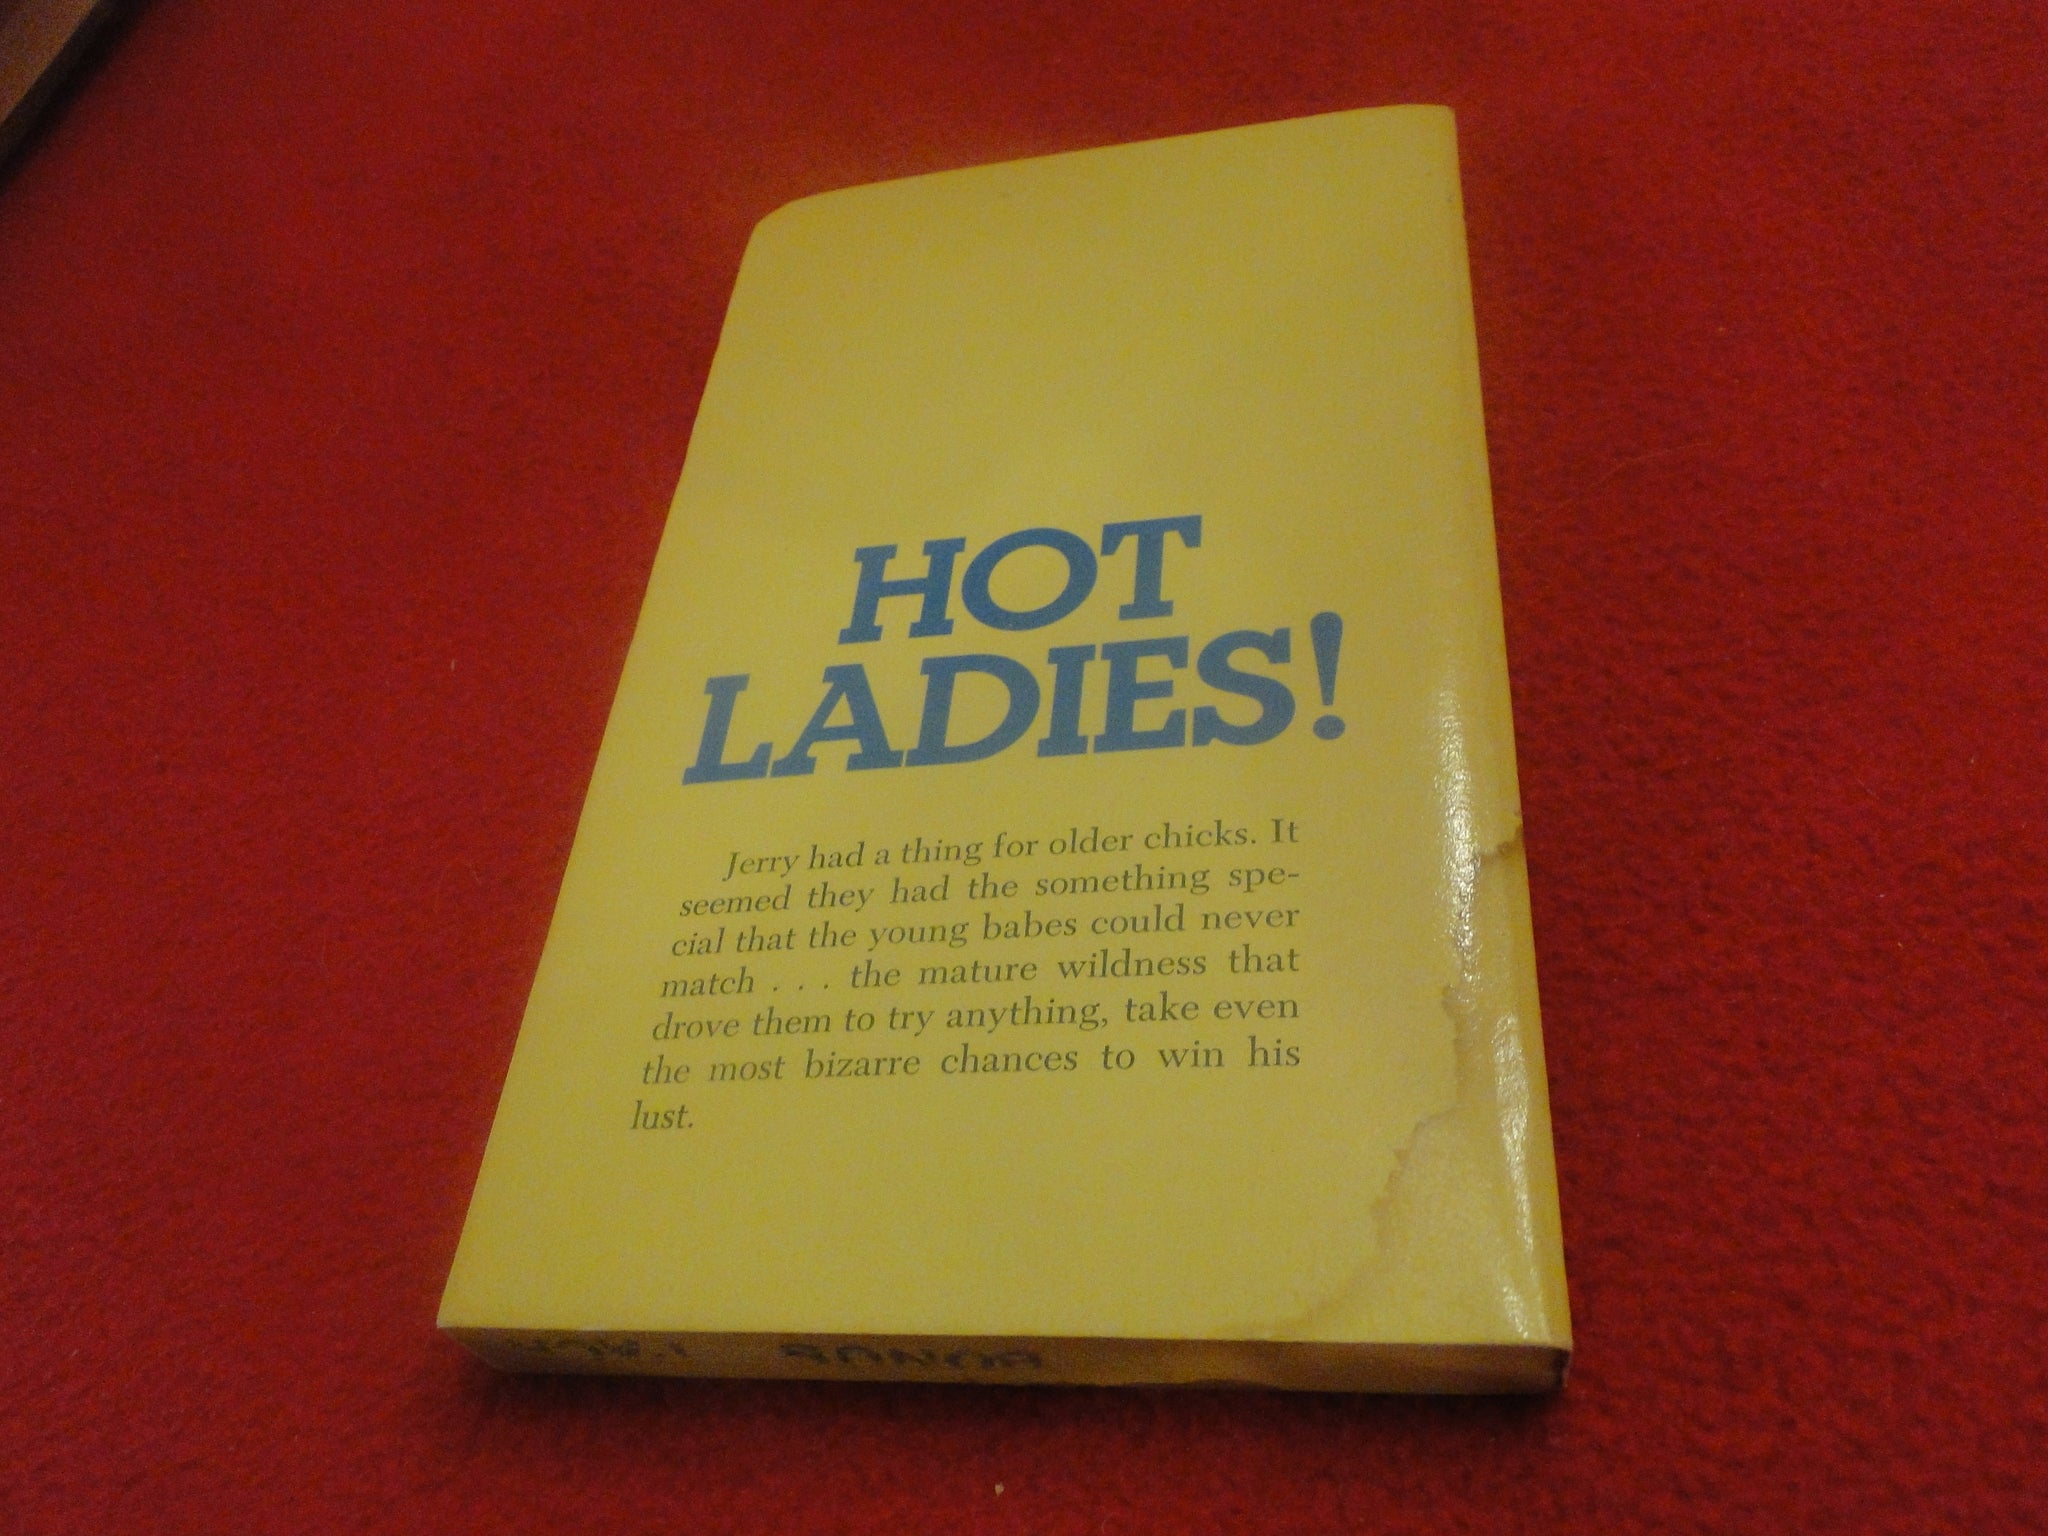 HOT
LADIES!
Jerry had a thing for older chicks. It
seemed they had the something spe-
cial that the young babes could never
match . . . the mature wildness that
drove them to try anything, take even
the most bizarre chances to win his
lust.